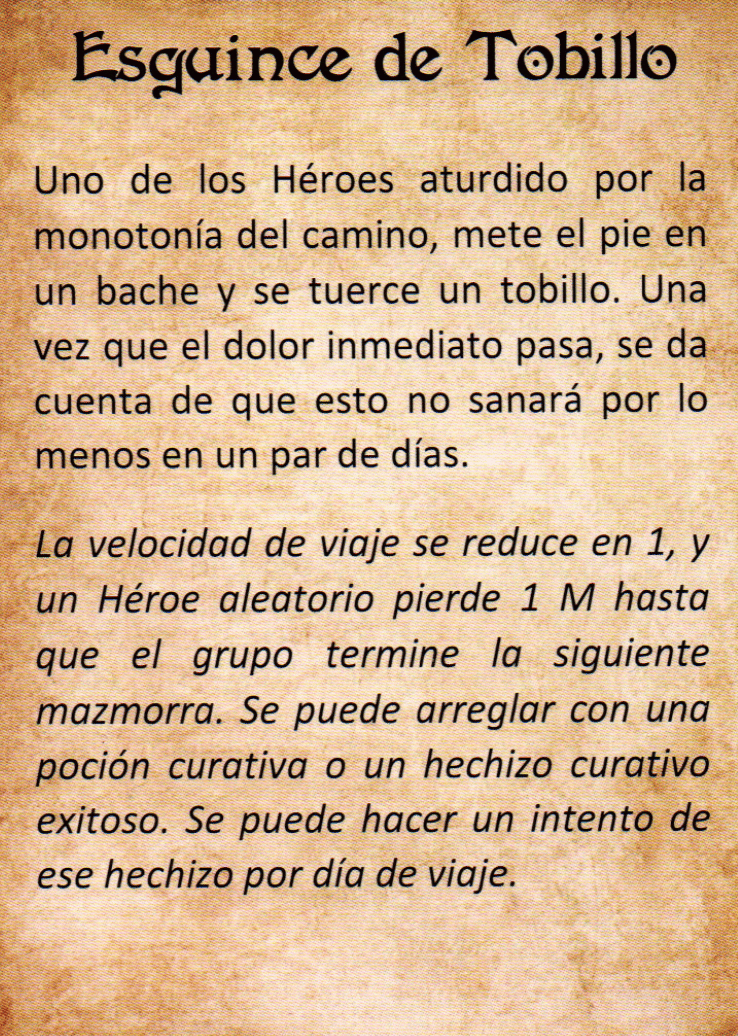 Esguince de Tobillo
Uno de los Héroes aturdido por la
monotonía del camino, mete el pie en
un bache y se tuerce un tobillo. Una
vez que el dolor inmediato pasa, se da
cuenta de que esto no sanará por lo
menos en un par de días.
La velocidad de viaje se reduce en 1, y
un Héroe aleatorio pierde 1 M hasta
que el grupo termine la siguiente
mazmorra. Se puede arreglar con una
poción curativa o un hechizo curativo
exitoso. Se puede hacer un intento de
ese hechizo por día de viaje.